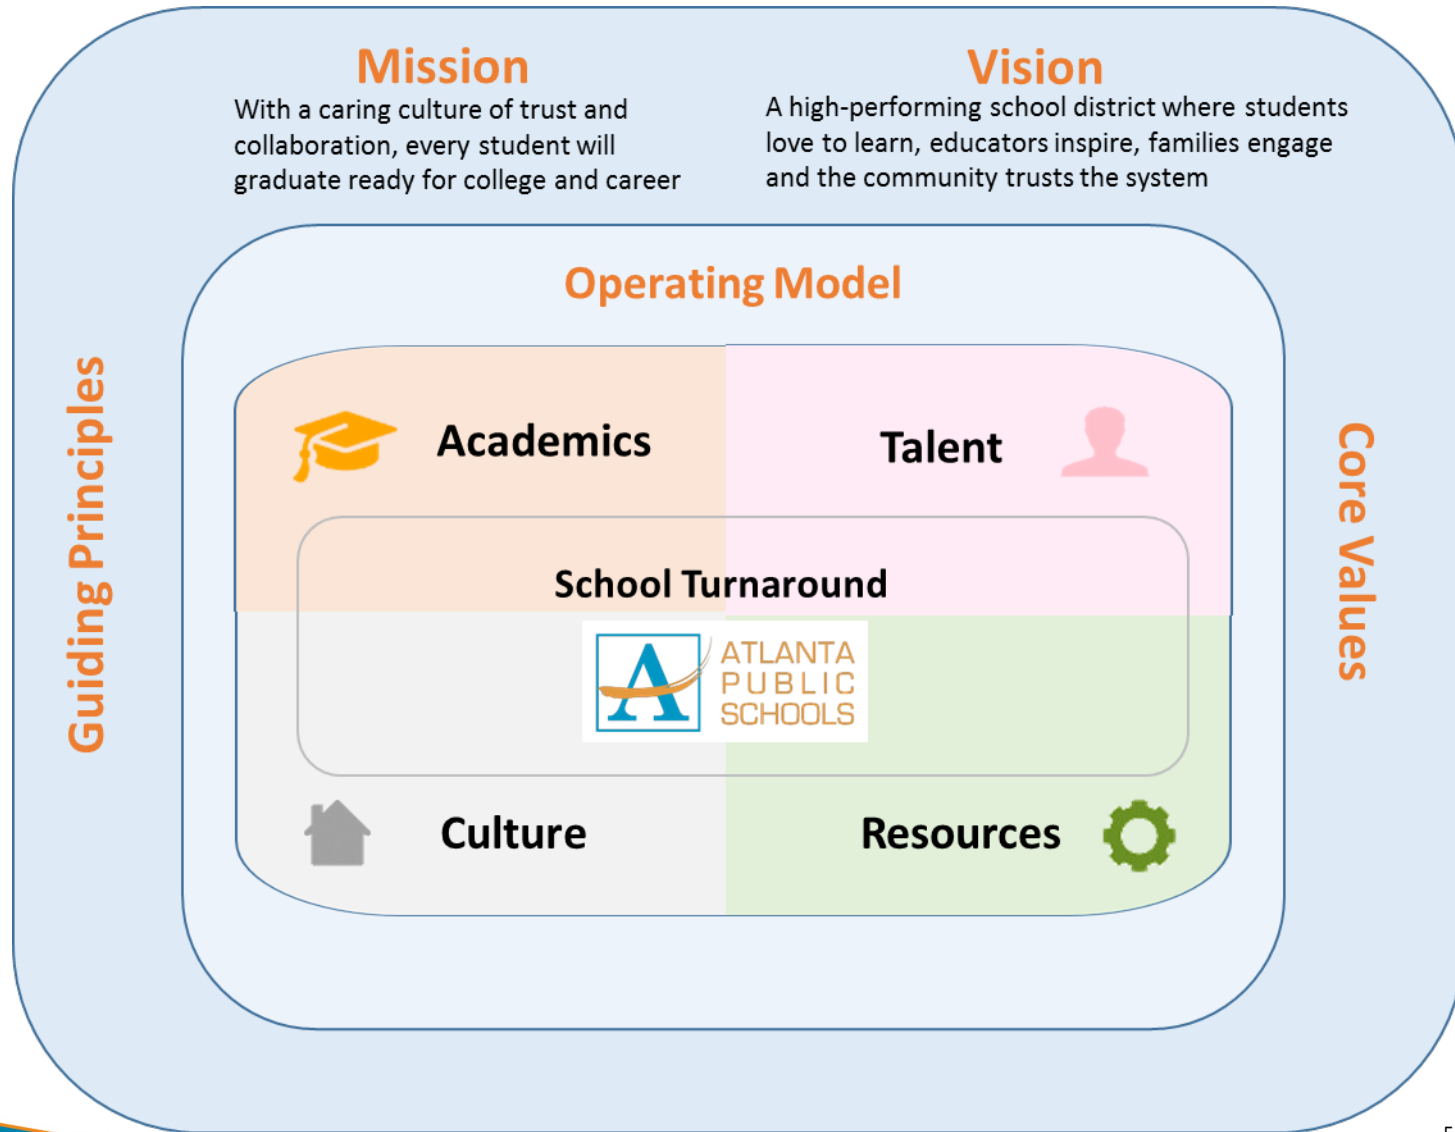 Mission
With a caring culture of trust and
collaboration, every student will
graduate ready for college and career
Vision
A high-performing school district where students
love to learn, educators inspire, families engage
and the community trusts the system
Operating Model
Guiding Principles
Academics
Talent
Core Values
School Turnaround
A
ATLANTA
PUBLIC
SCHOOLS
Culture
Resources
5